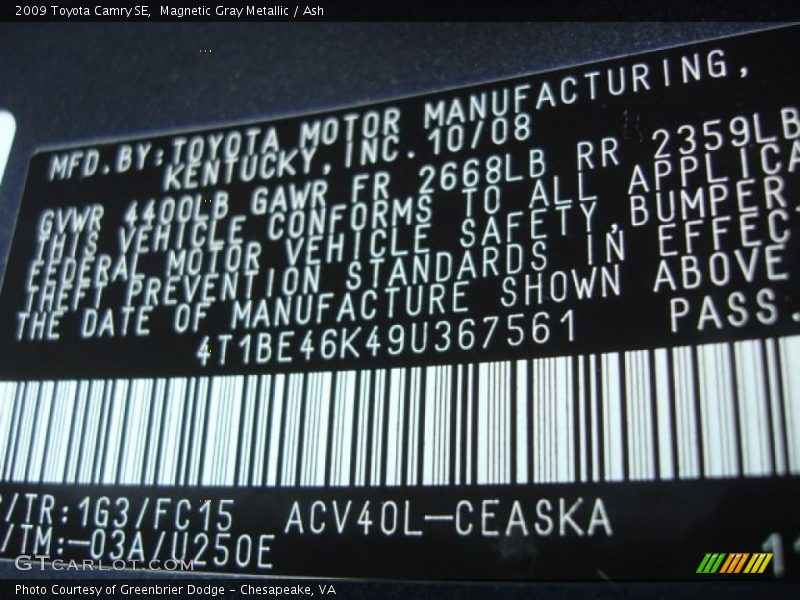 2009 Toyota Camry SE, Magnetic Gray Metallic / Ash
MFD.BY:TOYOTA MOTOR MANUFACTURING,
KENTUCKY, INC. 10/08
GVWR 4400LB GAWR FR 2668LB RR 2359LB
THIS VEHICLE CONFORMS TO ALL APPLICA
FEDERAL MOTOR VEHICLE SAFETY,BUMPER,
THEFT PREVENTION STANDARDS IN EFFEC
THE DATE OF MANUFACTURE SHOWN ABOVE
4T1BE46K49U367561 PASS.
/TR:1G3/FC15 ACV40L-CEASKA
/TM:-03A/U250E
GTCARLOT.COM
Photo Courtesy of Greenbrier Dodge - Chesapeake, VA